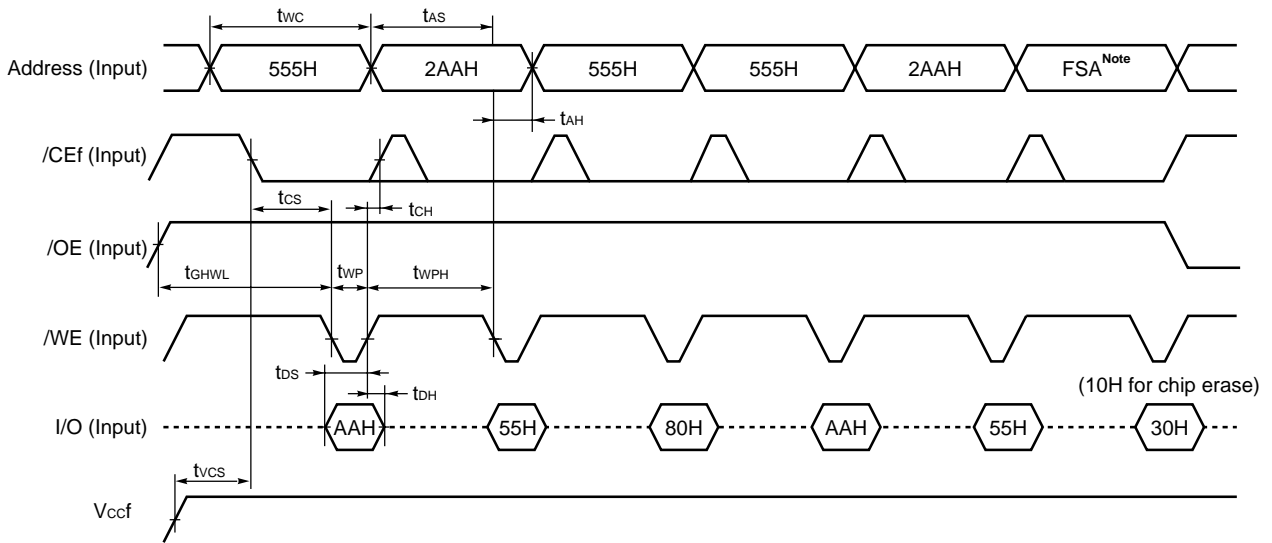 tWC tAS
Address (Input) 555H 2AAH 555H 555H 2AAH FSANote
tAH
/CEf (Input)
tCS tCH
/OE (Input)
tGHWL tWP tWPH
/WE (Input)
tDS tDH
(10H for chip erase)
I/O (Input) AAH 55H 80H AAH 55H 30H
tVCS
VCCf